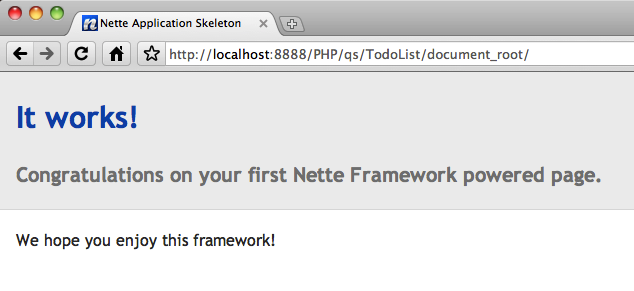 Nette Application Skeleton
http://localhost:8888/PHP/qs/TodoList/document_root/
It works!
Congratulations on your first Nette Framework powered page.
We hope you enjoy this framework!